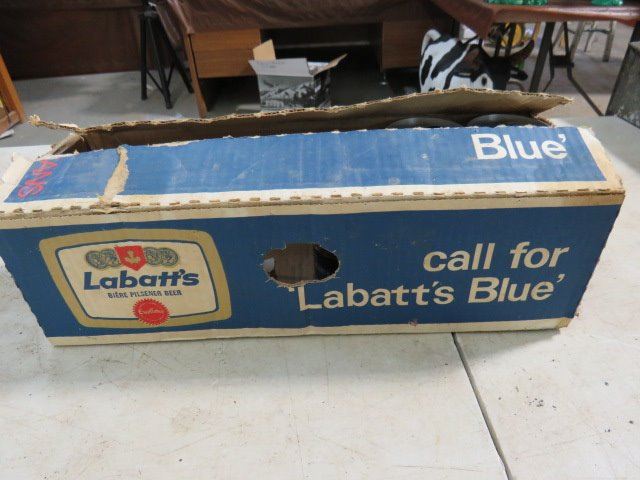 Blue'
call for
'Labatt's Blue'
Labatt's
BIÈRE PILSENER BEER